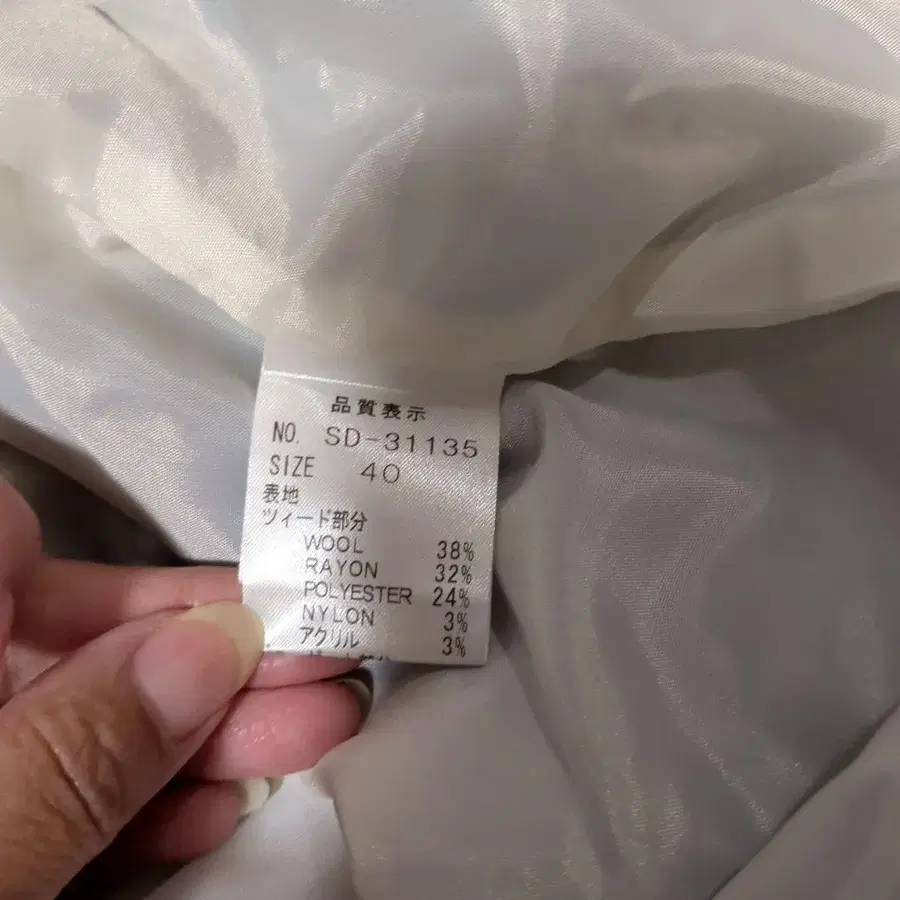 品質表示
NO. SD-31135
SIZE 40
表地
ツィード部分
WOOL 38%
RAYON 32%
POLYESTER 24%
NYLON 3%
アクリル 3%